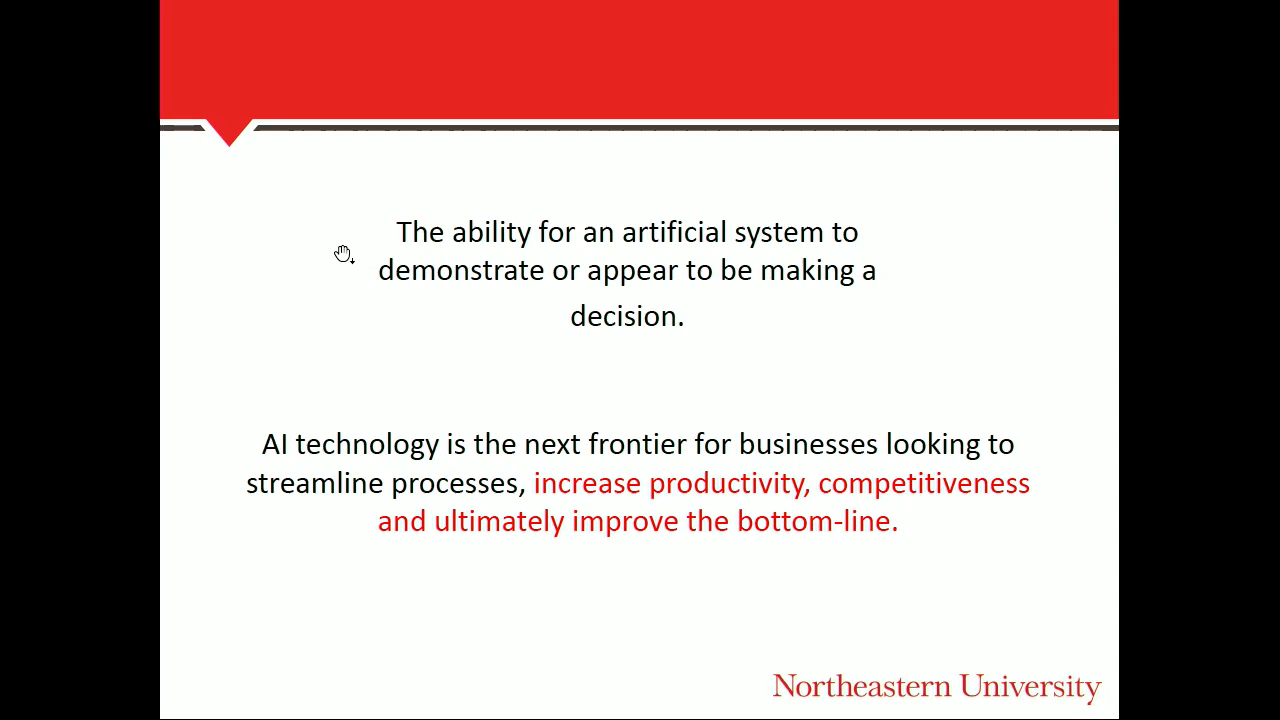 The ability for an artificial system to
demonstrate or appear to be making a
decision.
AI technology is the next frontier for businesses looking to
streamline processes, increase productivity, competitiveness
and ultimately improve the bottom-line.
Northeastern University